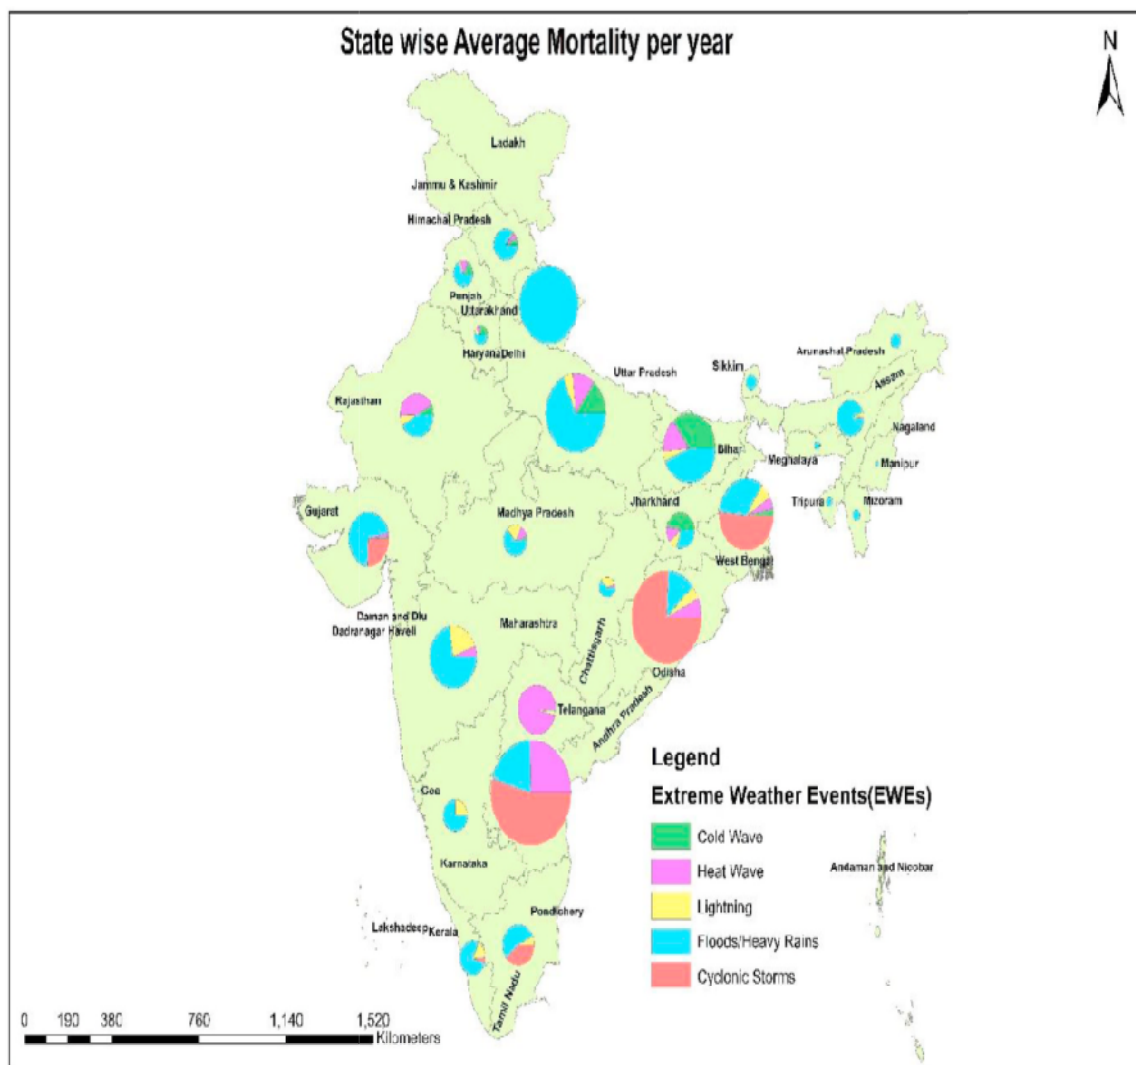 State wise Average Mortality per year
N
Ladakh
Jammu & Kashmir
Himachal Pradesh
Punjab
Uttarakhand
Haryana Delhi
Uttar Pradesh
Sikkim
Arunachal Pradesh
Assam
Rajasthan
Nagaland
Bihar
Meghalaya
Manipur
Jharkhand
Tripura
Mizoram
Gujarat
Madhya Pradesh
West Bengal
Daman and Diu
Dadranagar Haveli
Maharashtra
Chattisgarh
Odisha
Telangana
Andhra Pradesh
Legend
Extreme Weather Events(EWEs)
Cold Wave
Heat Wave
Lightning
Floods/Heavy Rains
Cyclonic Storms
Goa
Karnataka
Andaman and Nicobar
Pondichery
Lakshadeep Kerala
Tamil Nadu
0 190 380 760 1,140 1,520
Kilometers